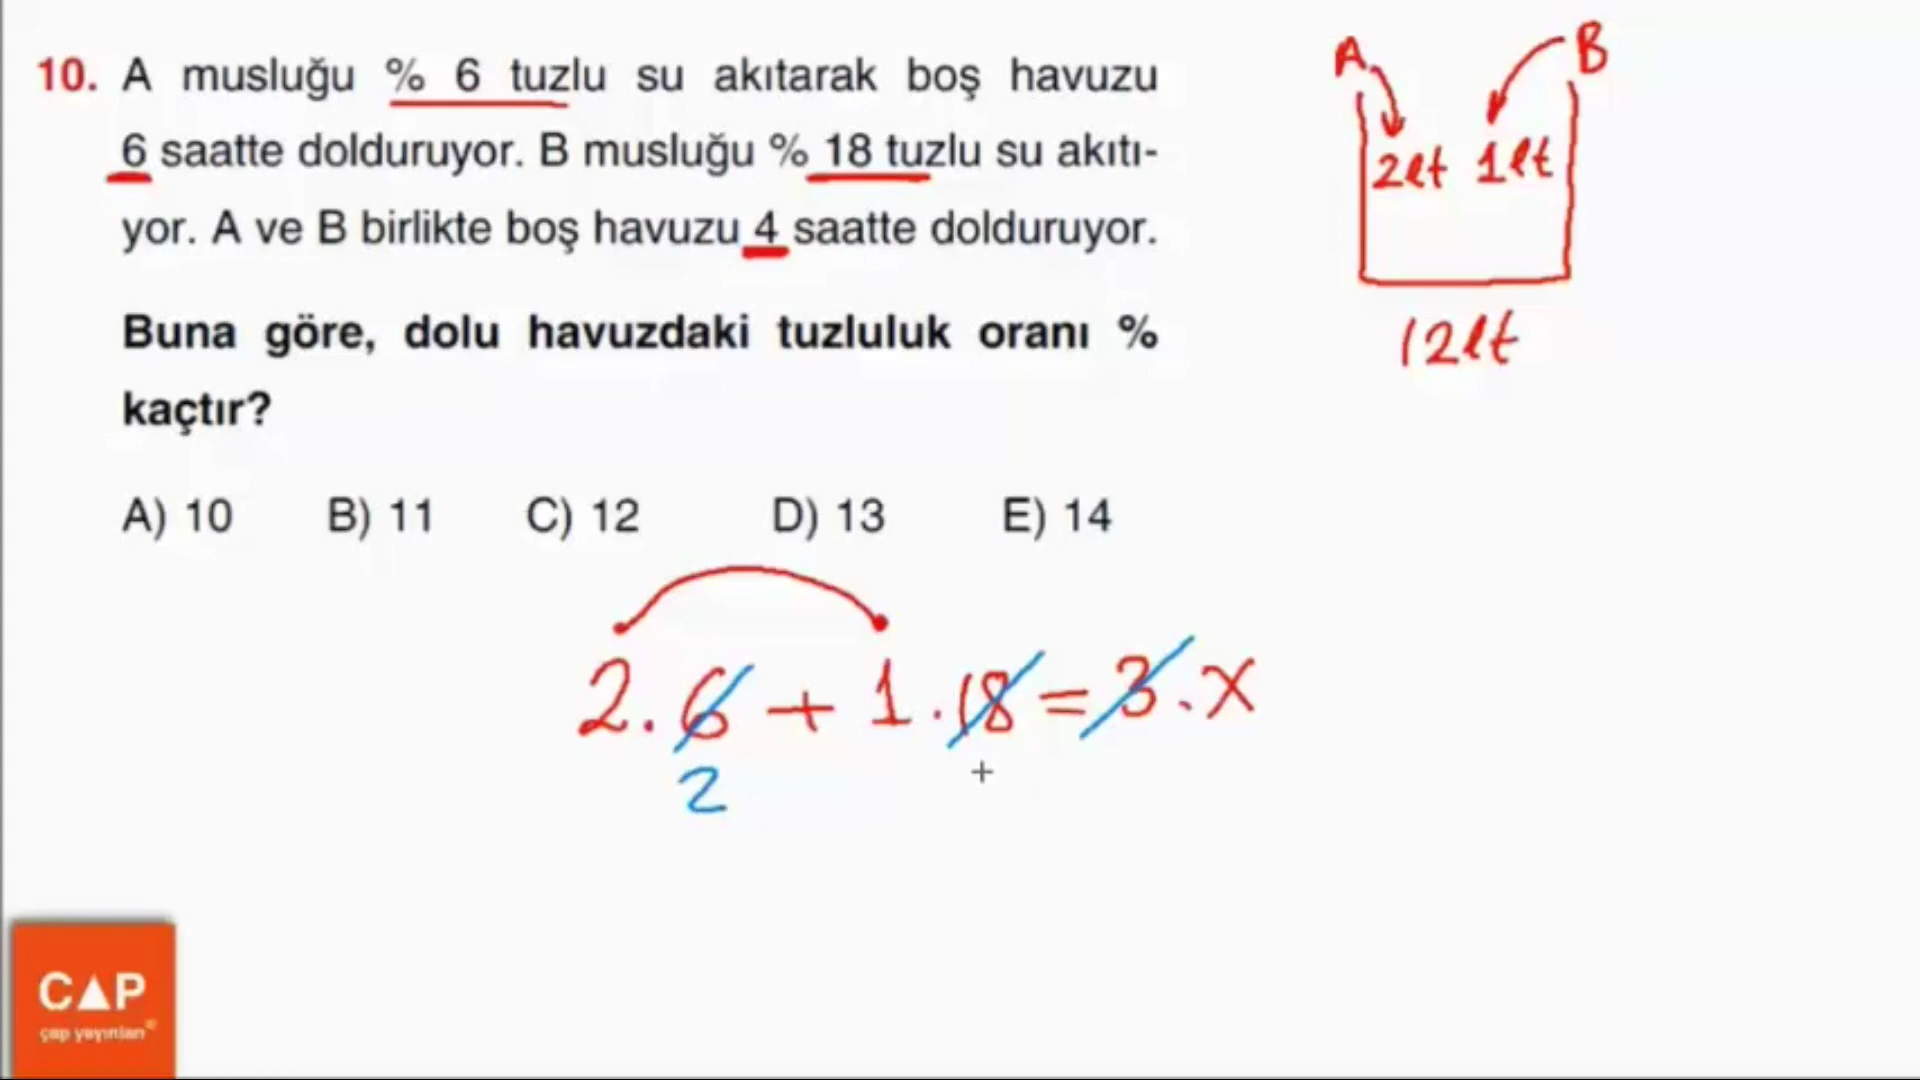 10. A musluğu % 6 tuzlu su akıtarak boş havuzu
6 saatte dolduruyor. B musluğu % 18 tuzlu su akıtı-
yor. A ve B birlikte boş havuzu 4 saatte dolduruyor.
Buna göre, dolu havuzdaki tuzluluk oranı %
kaçtır?
A) 10 B) 11 C) 12 D) 13 E) 14
A B
2lt 1lt
12lt
2.6 + 1.18 = 3.x
2
CAP
çap yayınları